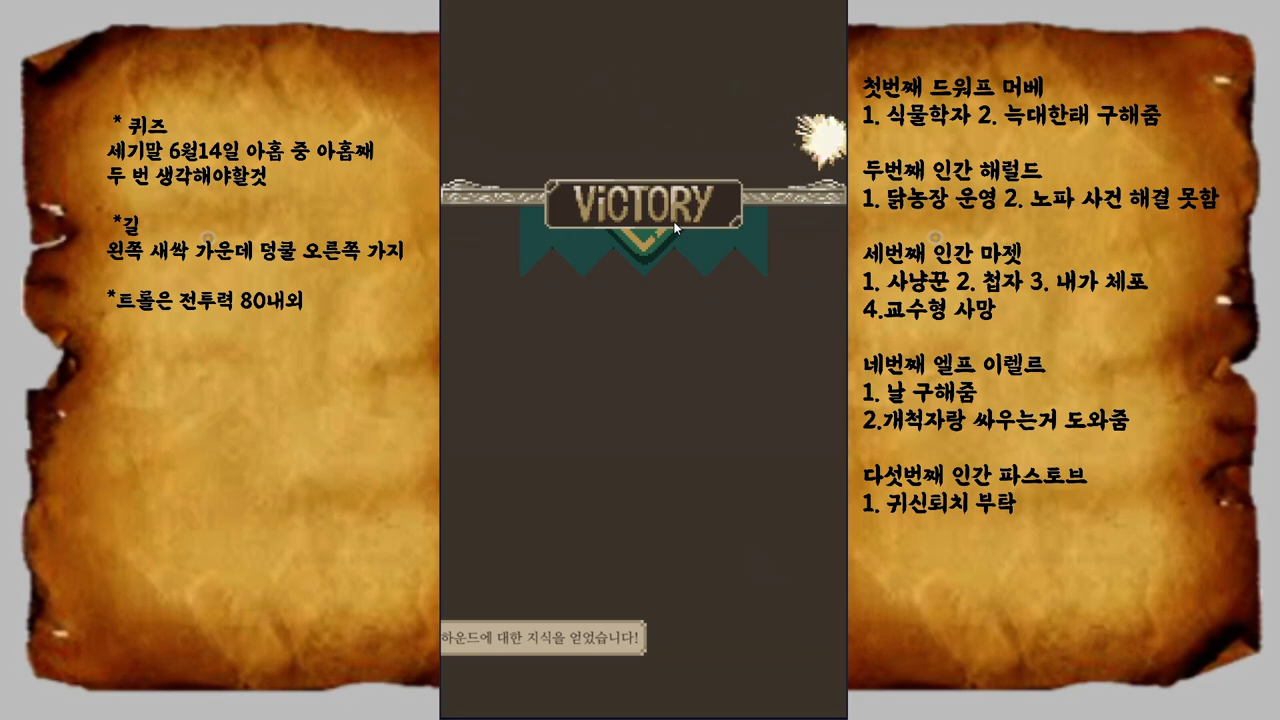 * 퀴즈
세기말 6월14일 아홉 중 아홉째
두 번 생각해야할것
*길
왼쪽 새싹 가운데 덩쿨 오른쪽 가지
*트롤은 전투력 80내외
VICTORY
하운드에 대한 지식을 얻었습니다!
첫번째 드워프 머베
1. 식물학자 2. 늑대한태 구해줌
두번째 인간 해럴드
1. 닭농장 운영 2. 노파 사건 해결 못함
세번째 인간 마젯
1. 사냥꾼 2. 첩자 3. 내가 체포
4.교수형 사망
네번째 엘프 이렐르
1. 날 구해줌
2.개척자랑 싸우는거 도와줌
다섯번째 인간 파스토브
1. 귀신퇴치 부탁